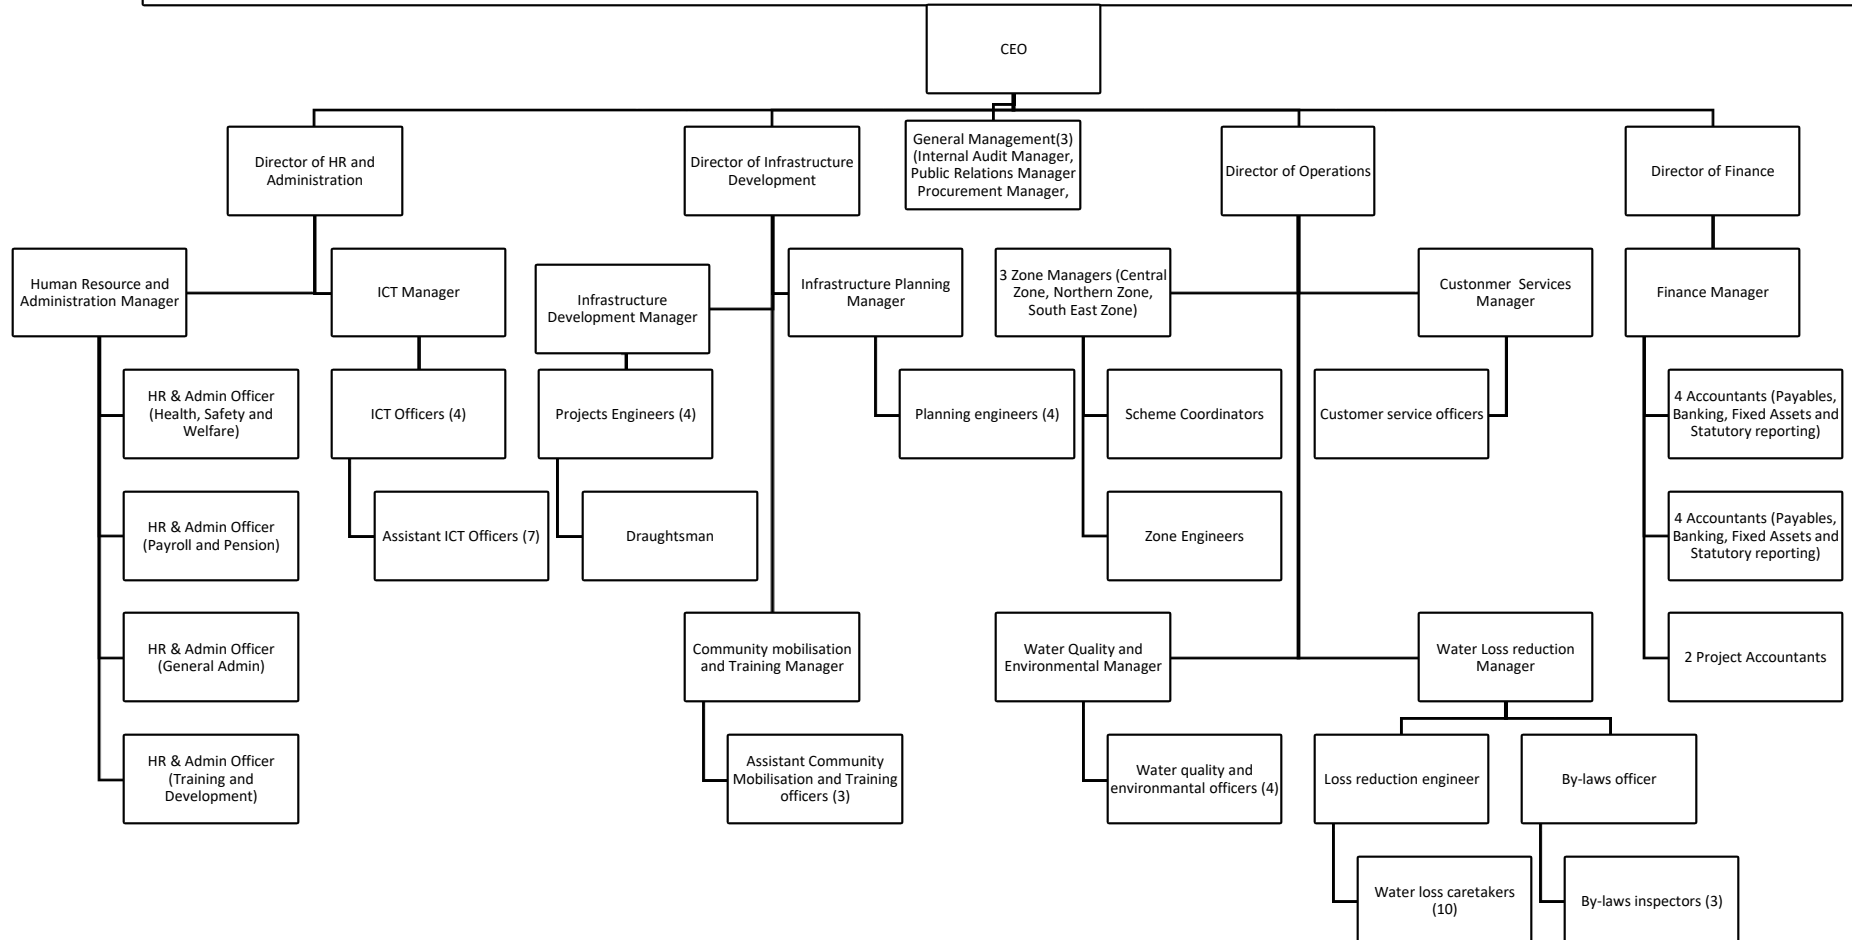 CEO
Director of HR and
Administration
Director of Infrastructure
Development
General Management(3)
(Internal Audit Manager,
Public Relations Manager
Procurement Manager,
Director of Operations
Director of Finance
Human Resource and
Administration Manager
ICT Manager
Infrastructure
Development Manager
Infrastructure Planning
Manager
3 Zone Managers (Central
Zone, Northern Zone,
South East Zone)
Custonmer  Services
Manager
Finance Manager
HR & Admin Officer
(Health, Safety and
Welfare)
ICT Officers (4)
Projects Engineers (4)
Planning engineers (4)
Scheme Coordinators
Customer service officers
4 Accountants (Payables,
Banking, Fixed Assets and
Statutory reporting)
HR & Admin Officer
(Payroll and Pension)
Assistant ICT Officers (7)
Draughtsman
Zone Engineers
4 Accountants (Payables,
Banking, Fixed Assets and
Statutory reporting)
HR & Admin Officer
(General Admin)
Community mobilisation
and Training Manager
Water Quality and
Environmental Manager
Water Loss reduction
Manager
2 Project Accountants
HR & Admin Officer
(Training and
Development)
Assistant Community
Mobilisation and Training
officers (3)
Water quality and
environmantal officers (4)
Loss reduction engineer
By-laws officer
Water loss caretakers
(10)
By-laws inspectors (3)